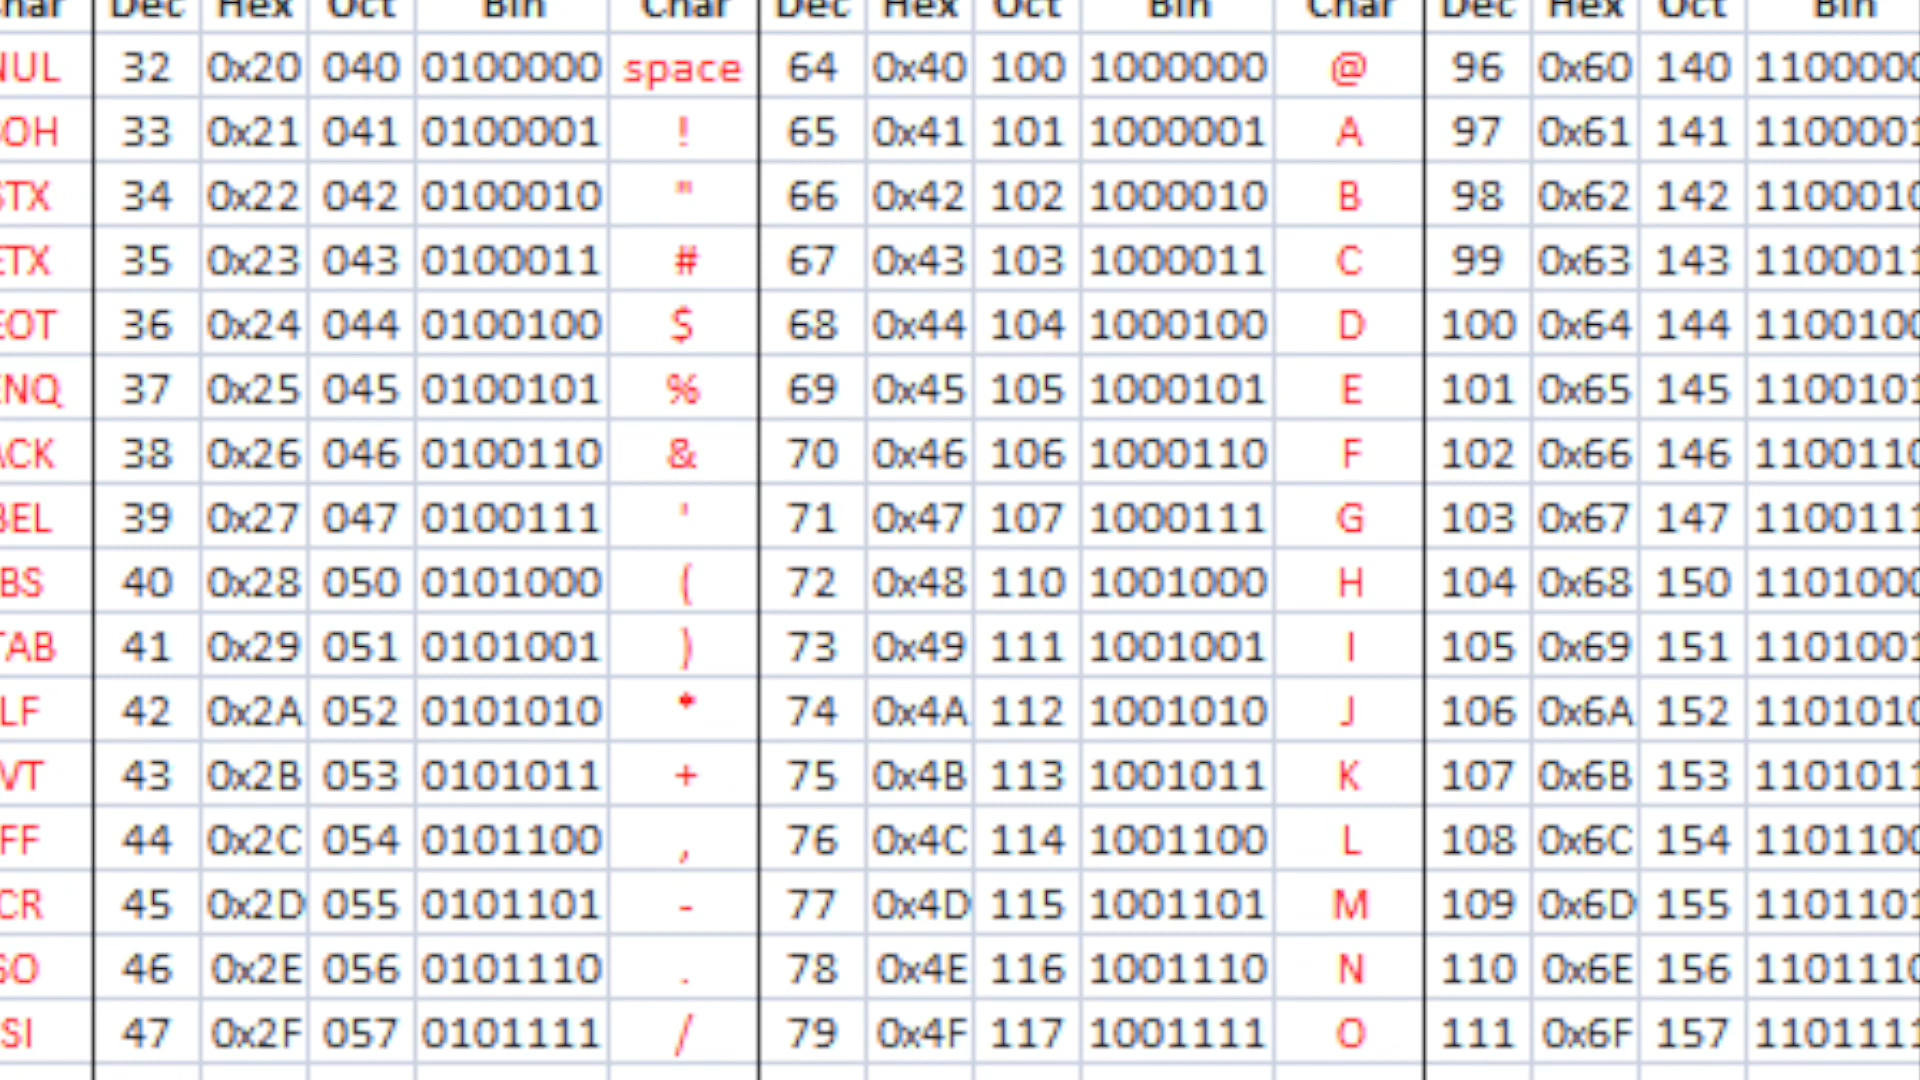 Dec Hex Oct Bin Char Dec Hex Oct Bin Char Dec Hex Oct Bin
NUL 32 0x20 040 0100000 space 64 0x40 100 1000000 @ 96 0x60 140 1100000
SOH 33 0x21 041 0100001 ! 65 0x41 101 1000001 A 97 0x61 141 1100001
STX 34 0x22 042 0100010 " 66 0x42 102 1000010 B 98 0x62 142 1100010
ETX 35 0x23 043 0100011 # 67 0x43 103 1000011 C 99 0x63 143 1100011
EOT 36 0x24 044 0100100 $ 68 0x44 104 1000100 D 100 0x64 144 1100100
ENQ 37 0x25 045 0100101 % 69 0x45 105 1000101 E 101 0x65 145 1100101
ACK 38 0x26 046 0100110 & 70 0x46 106 1000110 F 102 0x66 146 1100110
BEL 39 0x27 047 0100111 ' 71 0x47 107 1000111 G 103 0x67 147 1100111
BS 40 0x28 050 0101000 ( 72 0x48 110 1001000 H 104 0x68 150 1101000
TAB 41 0x29 051 0101001 ) 73 0x49 111 1001001 I 105 0x69 151 1101001
LF 42 0x2A 052 0101010 * 74 0x4A 112 1001010 J 106 0x6A 152 1101010
VT 43 0x2B 053 0101011 + 75 0x4B 113 1001011 K 107 0x6B 153 1101011
FF 44 0x2C 054 0101100 , 76 0x4C 114 1001100 L 108 0x6C 154 1101100
CR 45 0x2D 055 0101101 - 77 0x4D 115 1001101 M 109 0x6D 155 1101101
SO 46 0x2E 056 0101110 . 78 0x4E 116 1001110 N 110 0x6E 156 1101110
SI 47 0x2F 057 0101111 / 79 0x4F 117 1001111 O 111 0x6F 157 1101111